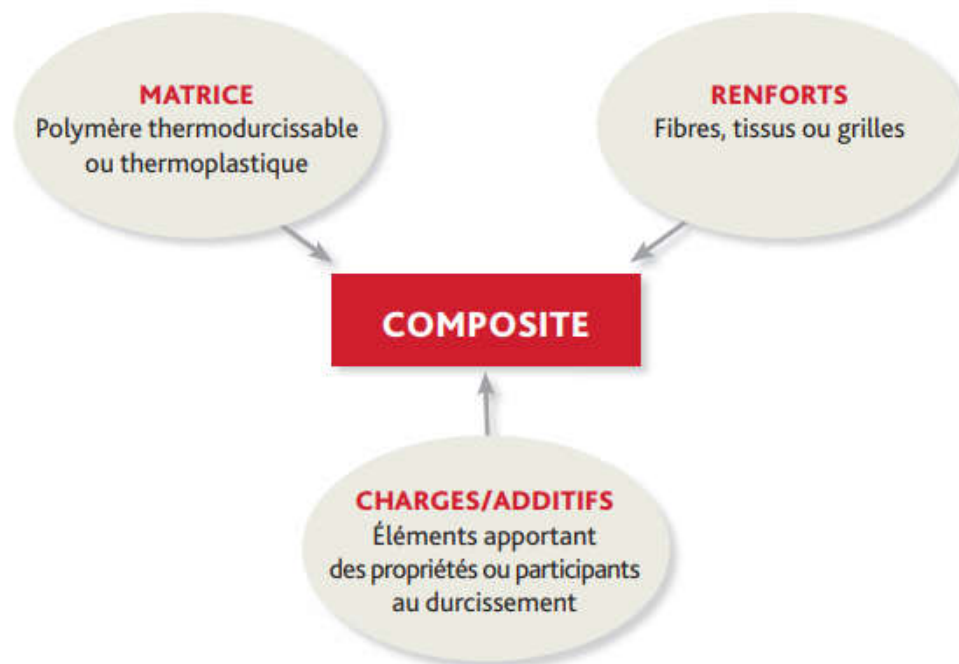 MATRICE
Polymère thermodurcissable
ou thermoplastique
RENFORTS
Fibres, tissus ou grilles
COMPOSITE
CHARGES/ADDITIFS
Éléments apportant
des propriétés ou participants
au durcissement